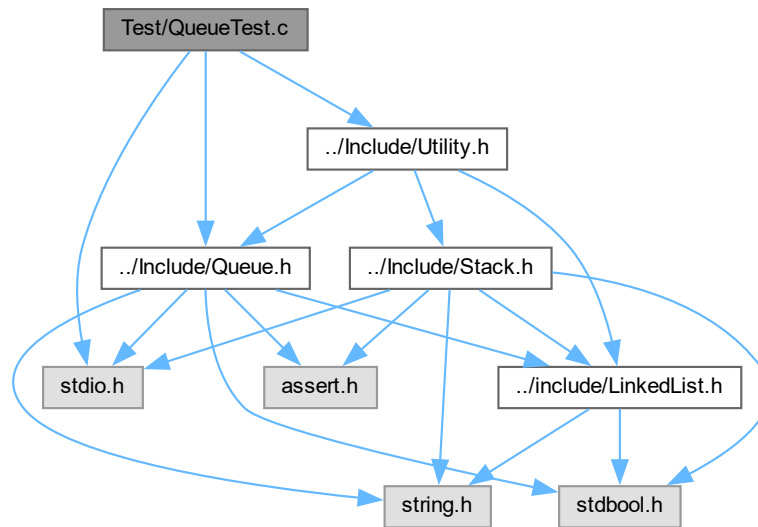 Test/QueueTest.c
../Include/Utility.h
../Include/Queue.h
../Include/Stack.h
stdio.h
assert.h
../include/LinkedList.h
string.h
stdbool.h